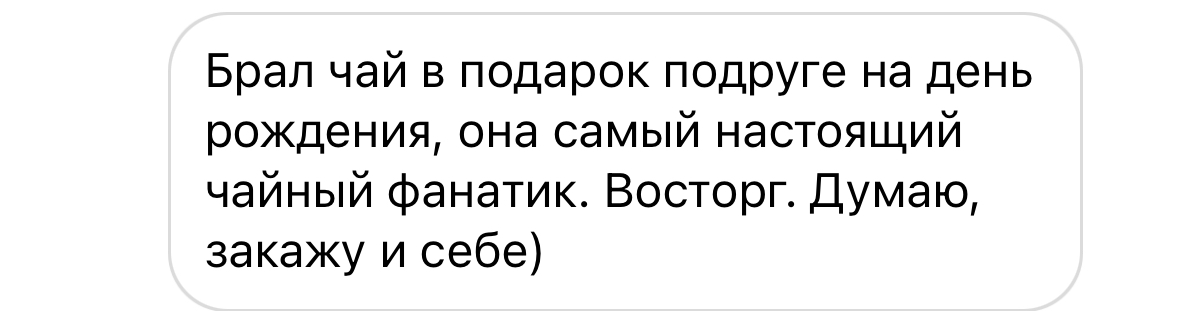 Брал чай в подарок подруге на день
рождения, она самый настоящий
чайный фанатик. Восторг. Думаю,
закажу и себе)